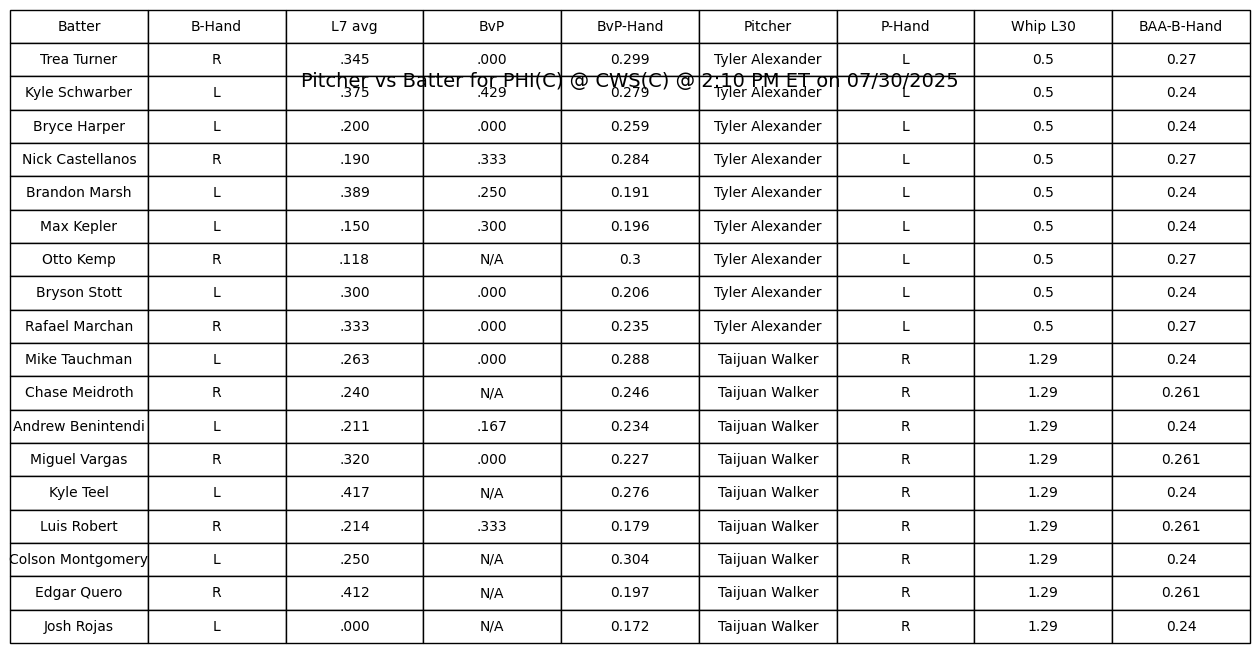 Batter B-Hand L7 avg BvP BvP-Hand Pitcher P-Hand Whip L30 BAA-B-Hand
Trea Turner R .345 .000 0.299 Tyler Alexander L 0.5 0.27
Pitcher vs Batter for PHI(C) @ CWS(C) @ 2:10 PM ET on 07/30/2025
Kyle Schwarber L .375 .429 0.279 Tyler Alexander L 0.5 0.24
Bryce Harper L .200 .000 0.259 Tyler Alexander L 0.5 0.24
Nick Castellanos R .190 .333 0.284 Tyler Alexander L 0.5 0.27
Brandon Marsh L .389 .250 0.191 Tyler Alexander L 0.5 0.24
Max Kepler L .150 .300 0.196 Tyler Alexander L 0.5 0.24
Otto Kemp R .118 N/A 0.3 Tyler Alexander L 0.5 0.27
Bryson Stott L .300 .000 0.206 Tyler Alexander L 0.5 0.24
Rafael Marchan R .333 .000 0.235 Tyler Alexander L 0.5 0.27
Mike Tauchman L .263 .000 0.288 Taijuan Walker R 1.29 0.24
Chase Meidroth R .240 N/A 0.246 Taijuan Walker R 1.29 0.261
Andrew Benintendi L .211 .167 0.234 Taijuan Walker R 1.29 0.24
Miguel Vargas R .320 .000 0.227 Taijuan Walker R 1.29 0.261
Kyle Teel L .417 N/A 0.276 Taijuan Walker R 1.29 0.24
Luis Robert R .214 .333 0.179 Taijuan Walker R 1.29 0.261
Colson Montgomery L .250 N/A 0.304 Taijuan Walker R 1.29 0.24
Edgar Quero R .412 N/A 0.197 Taijuan Walker R 1.29 0.261
Josh Rojas L .000 N/A 0.172 Taijuan Walker R 1.29 0.24